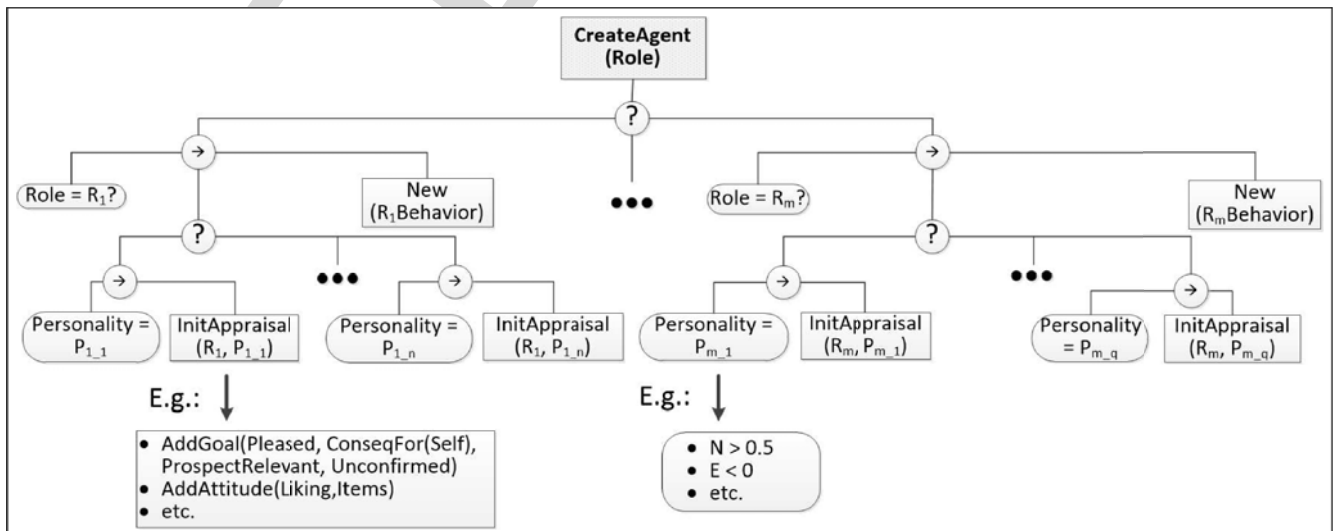 CreateAgent
(Role)
?
→
→
Role = R₁?
New
(R₁Behavior)
●●●
Role = Rₘ?
New
(RₘBehavior)
?
?
→
●●●
→
→
●●●
→
Personality =
P₁_₁
InitAppraisal
(R₁, P₁_₁)
Personality =
P₁_ₙ
InitAppraisal
(R₁, P₁_ₙ)
Personality =
Pₘ_₁
InitAppraisal
(Rₘ, Pₘ_₁)
Personality
= Pₘ_q
InitAppraisal
(Rₘ, Pₘ_q)
E.g.:
● AddGoal(Pleased, ConseqFor(Self),
ProspectRelevant, Unconfirmed)
● AddAttitude(Liking,Items)
● etc.
E.g.:
● N > 0.5
● E < 0
● etc.